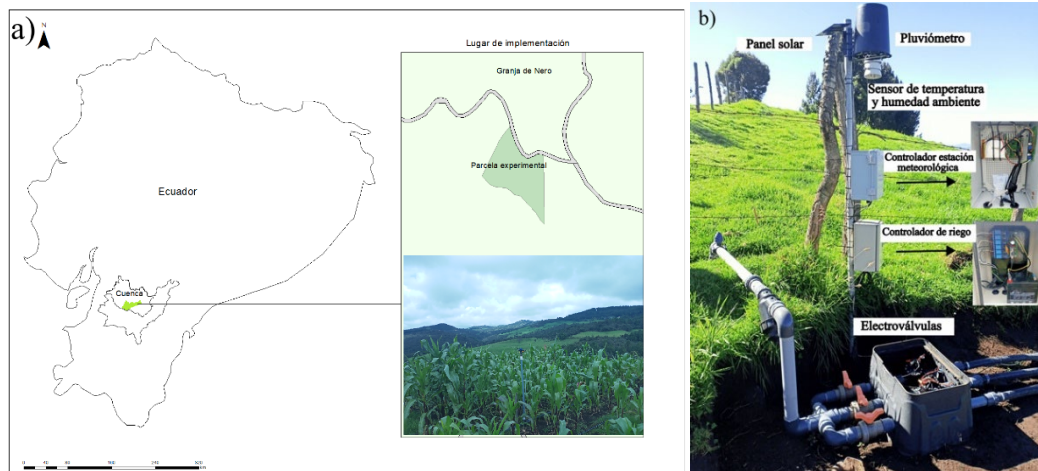 a)
N
Lugar de implementación
Granja de Nero
Parcela experimental
Ecuador
Cuenca
b)
Panel solar
Pluviómetro
Sensor de temperatura
y humedad ambiente
Controlador estación
meteorológica
Controlador de riego
Electroválvulas